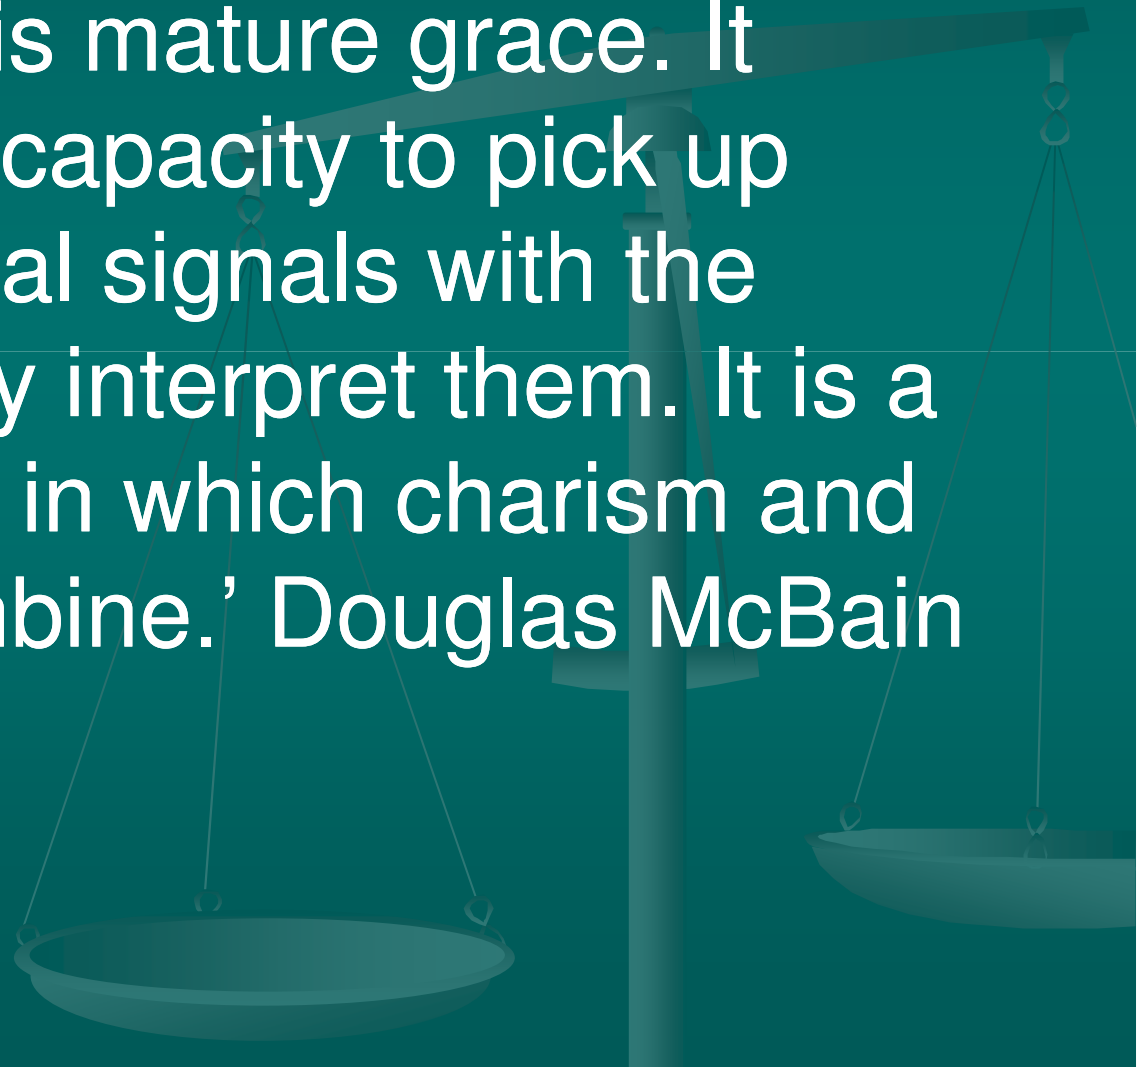 is mature grace. It
capacity to pick up
al signals with the
y interpret them. It is a
in which charism and
bine.’ Douglas McBain